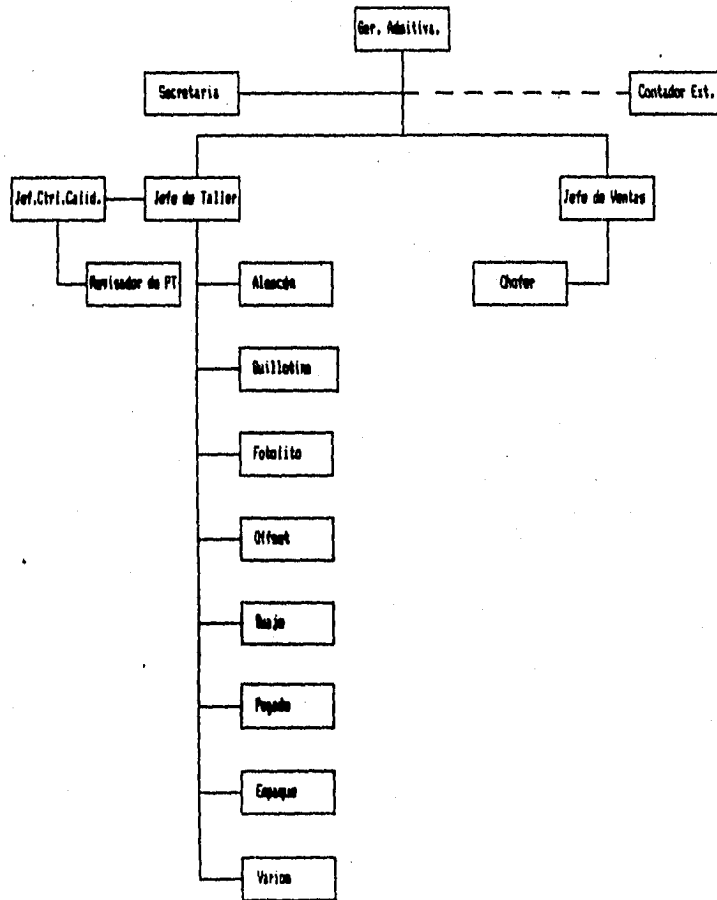 Ger. Admitiva.
Secretaria
Contador Ext.
Jef.Ctrl.Calid.
Jefe de Taller
Jefe de Ventas
Revisador de PT
Almacén
Chofer
Guillotina
Fotolito
Offset
Suaje
Pegado
Empaque
Varios